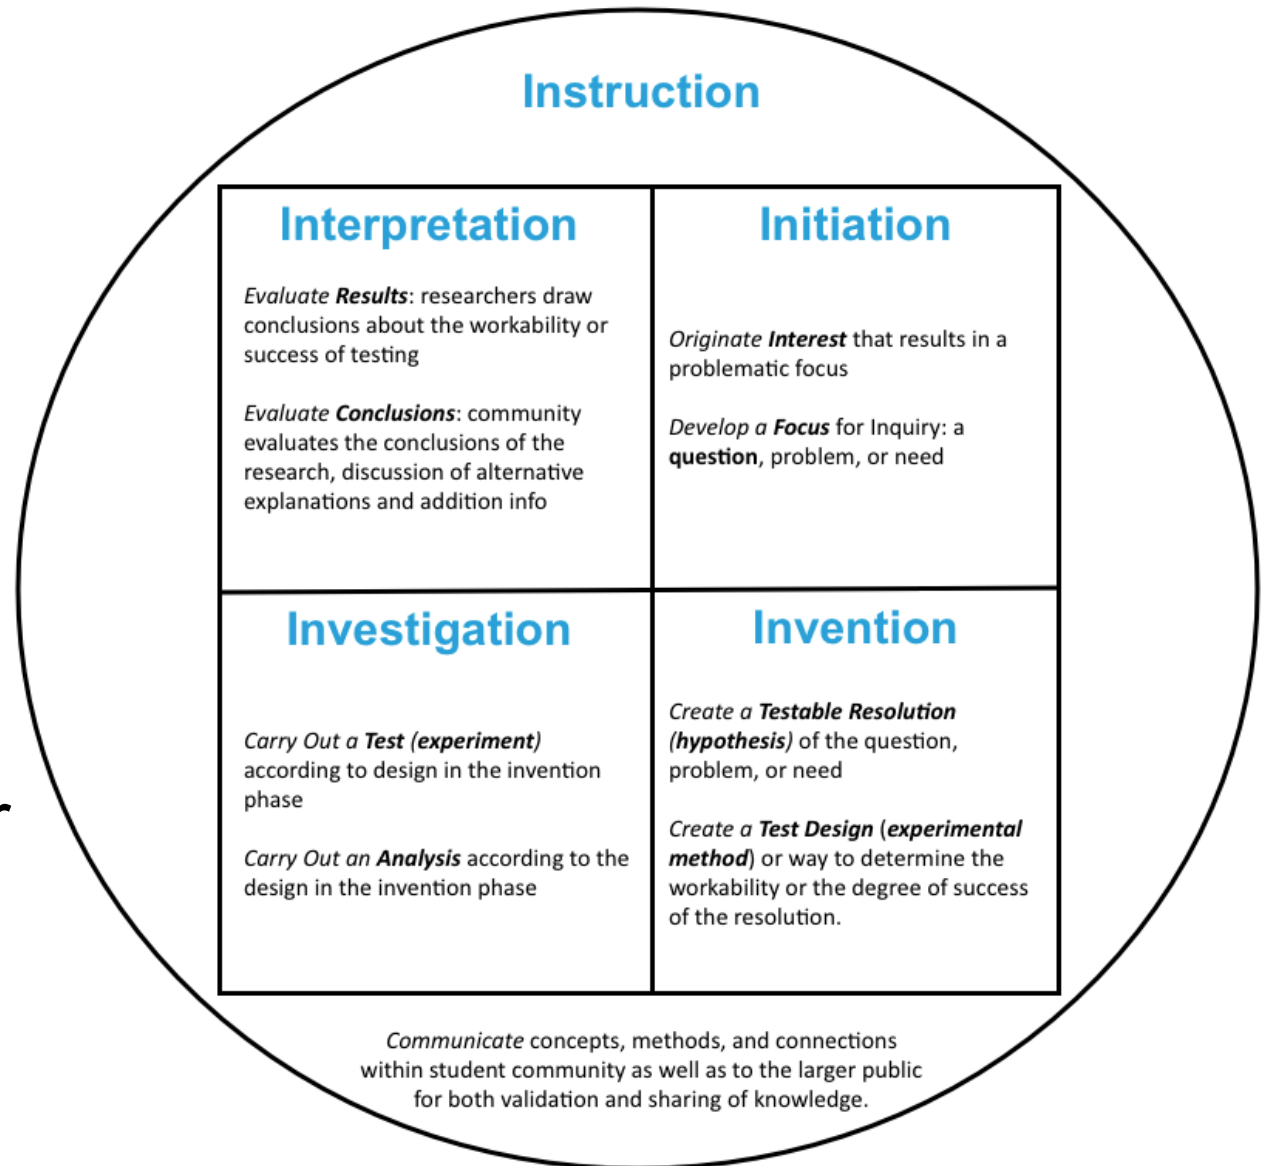 Instruction
Interpretation
Evaluate Results: researchers draw
conclusions about the workability or
success of testing
Evaluate Conclusions: community
evaluates the conclusions of the
research, discussion of alternative
explanations and addition info
Initiation
Originate Interest that results in a
problematic focus
Develop a Focus for Inquiry: a
question, problem, or need
Investigation
Carry Out a Test (experiment)
according to design in the invention
phase
Carry Out an Analysis according to the
design in the invention phase
Invention
Create a Testable Resolution
(hypothesis) of the question,
problem, or need
Create a Test Design (experimental
method) or way to determine the
workability or the degree of success
of the resolution.
Communicate concepts, methods, and connections
within student community as well as to the larger public
for both validation and sharing of knowledge.